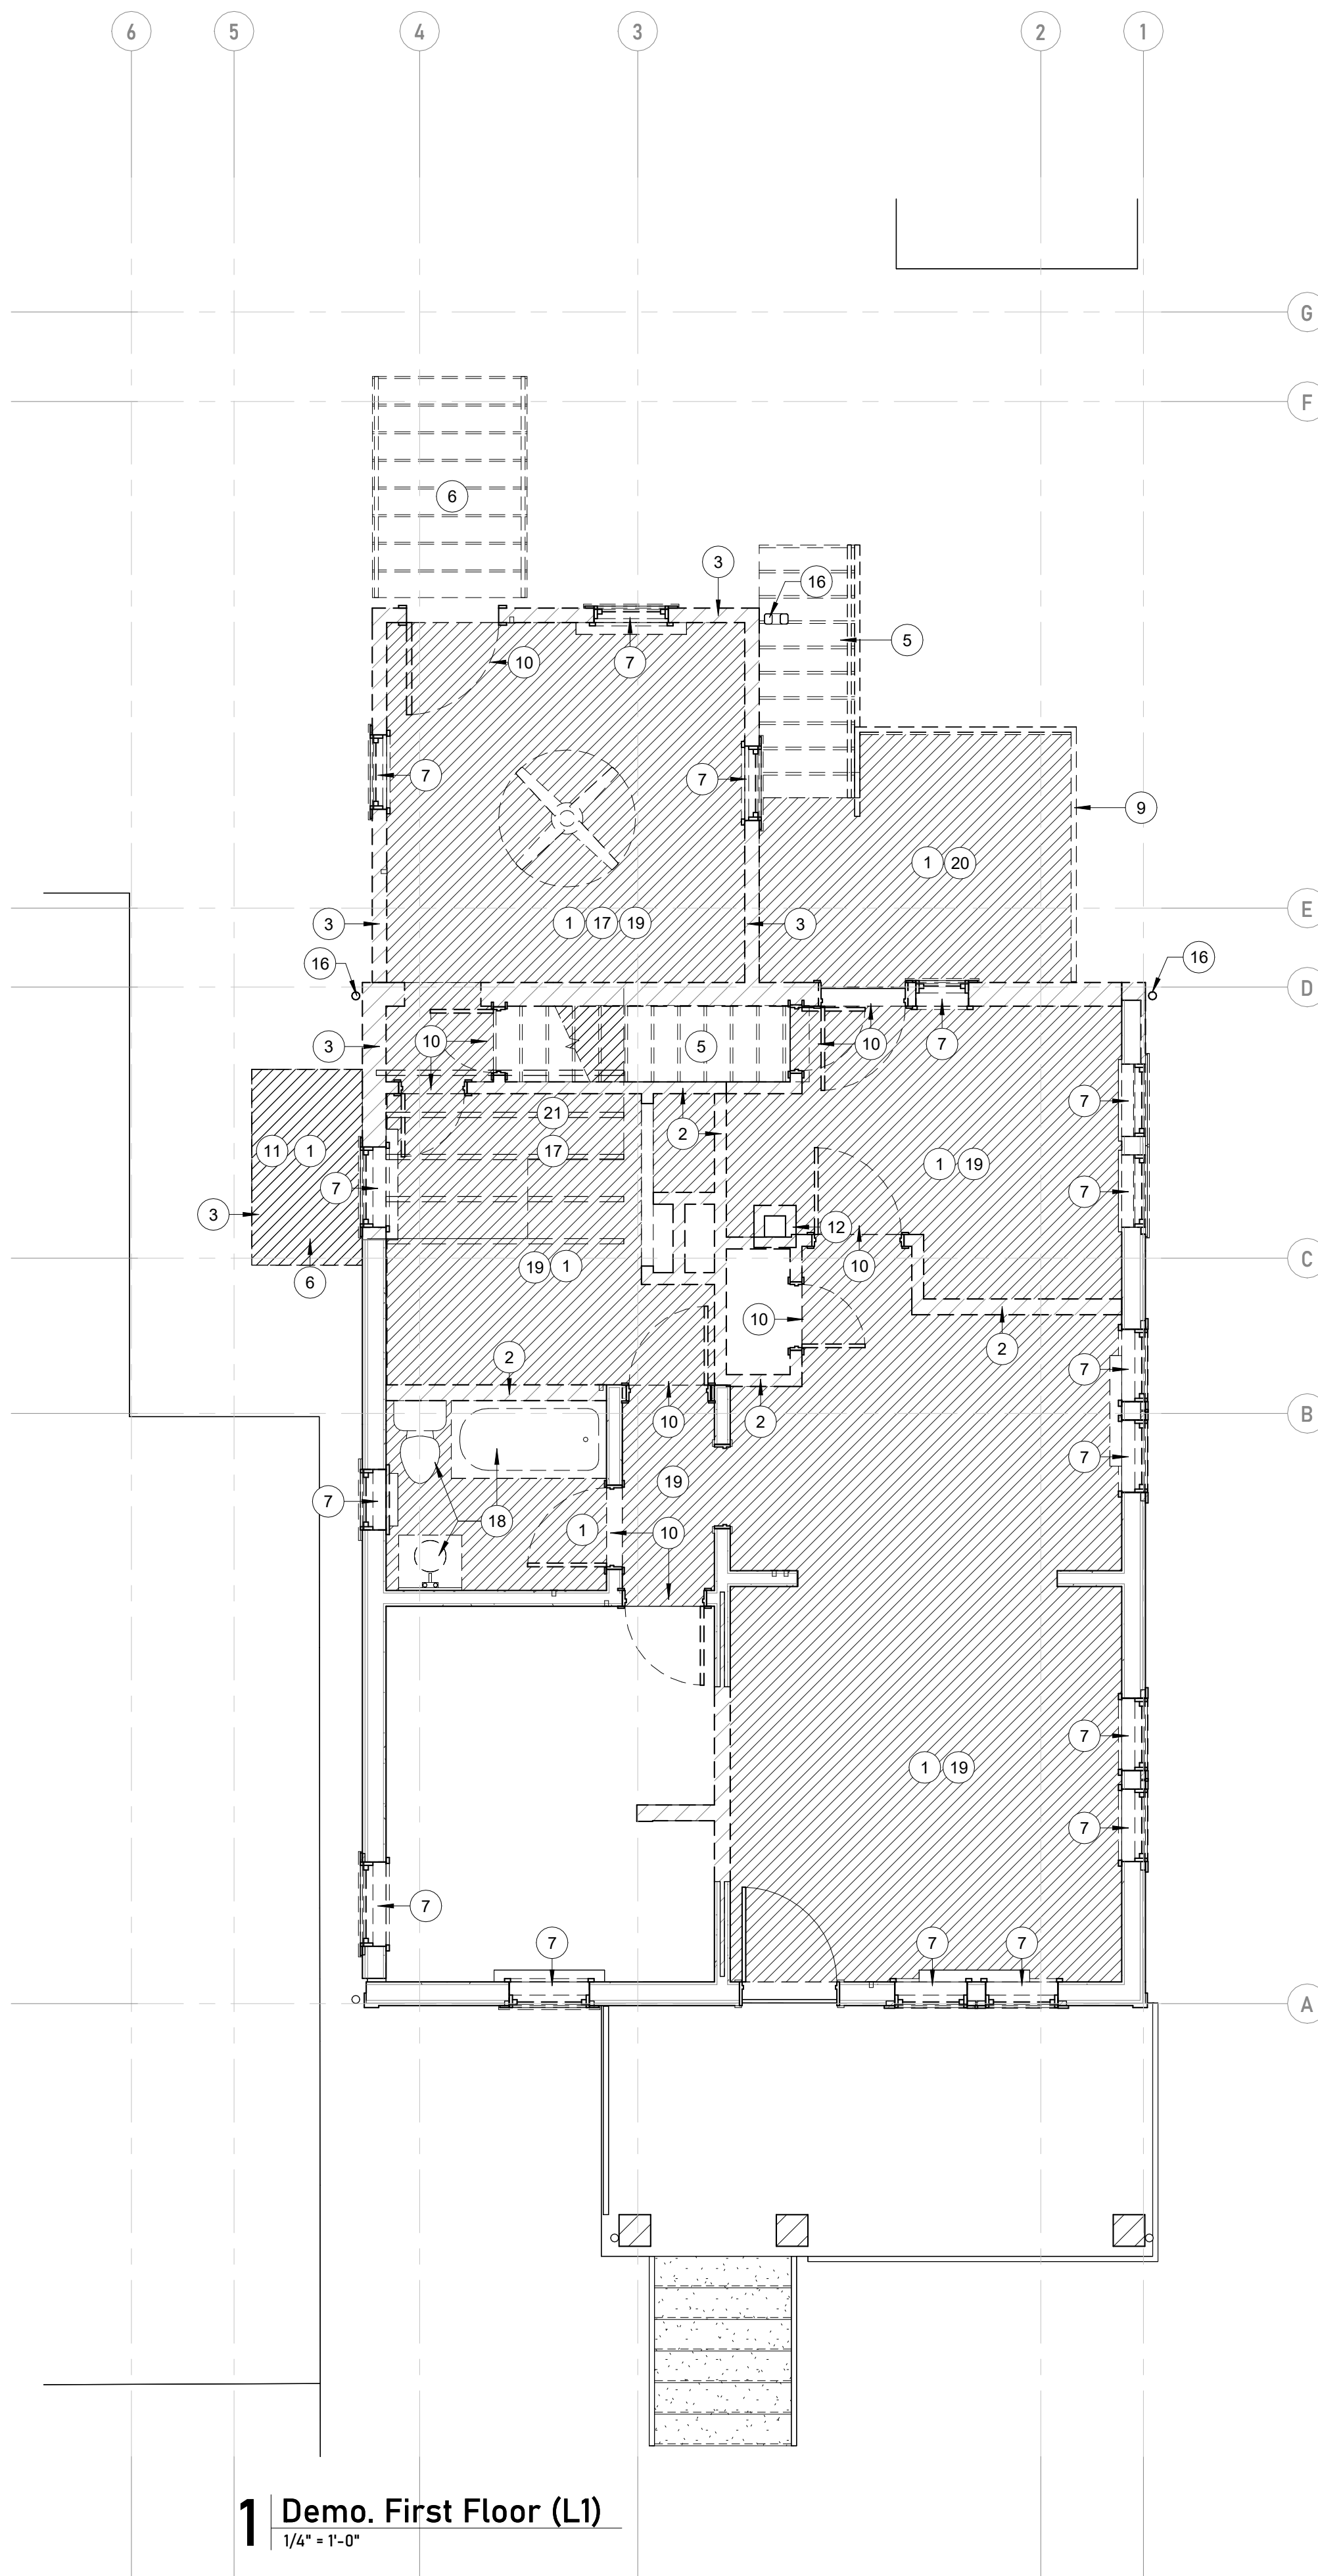 6 5 4 3 2 1
G
F
6
3
16
5
10 7
7 7
9
1 20
E
3 1 17 19 3
16 16
D
3 10 5 10 7
21 7
2
11 1 17 1 19
7 7
3 12
19 1 10 C
6
10
2 2
7
10 2 B
7
19
7 18 1 10
7
1 19
7
7
7 7 7
A
1 Demo. First Floor (L1)
1/4" = 1'-0"